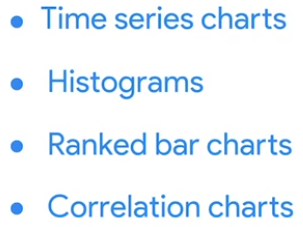 • Time series charts
• Histograms
• Ranked bar charts
• Correlation charts